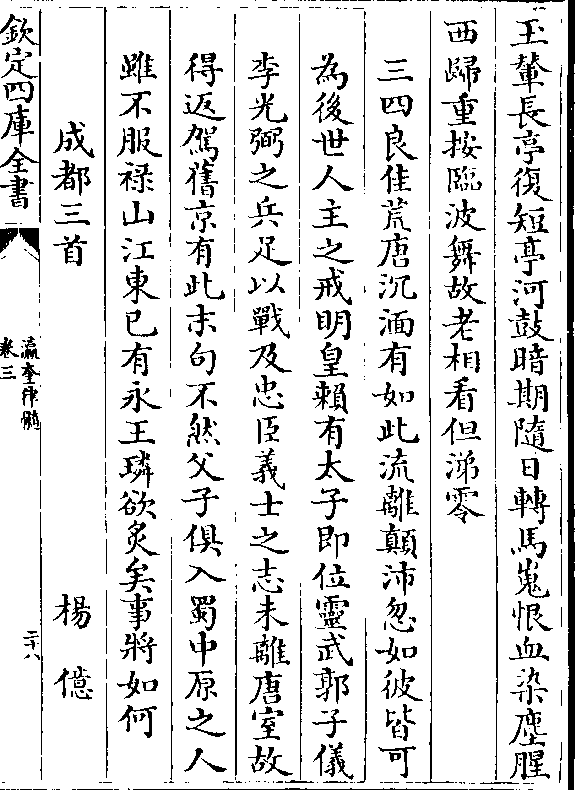 玉輦長亭復短亭河鼓暗期隨日轉馬嵬恨血染塵腥
西歸重按臨波舞故老相看但涕零
三四良佳荒唐沉湎有如此流離顛沛忽如彼皆可
為後世人主之戒明皇賴有太子即位靈武郭子儀
李光弼之兵足以戰及忠臣義士之志未離唐室故
得返駕舊京有此末句不然父子俱入蜀中原之人
雖不服祿山江東已有永王璘欲炙矣事將如何
成都三首 楊億
欽定四庫全書
瀛奎律髓
卷三
二十八